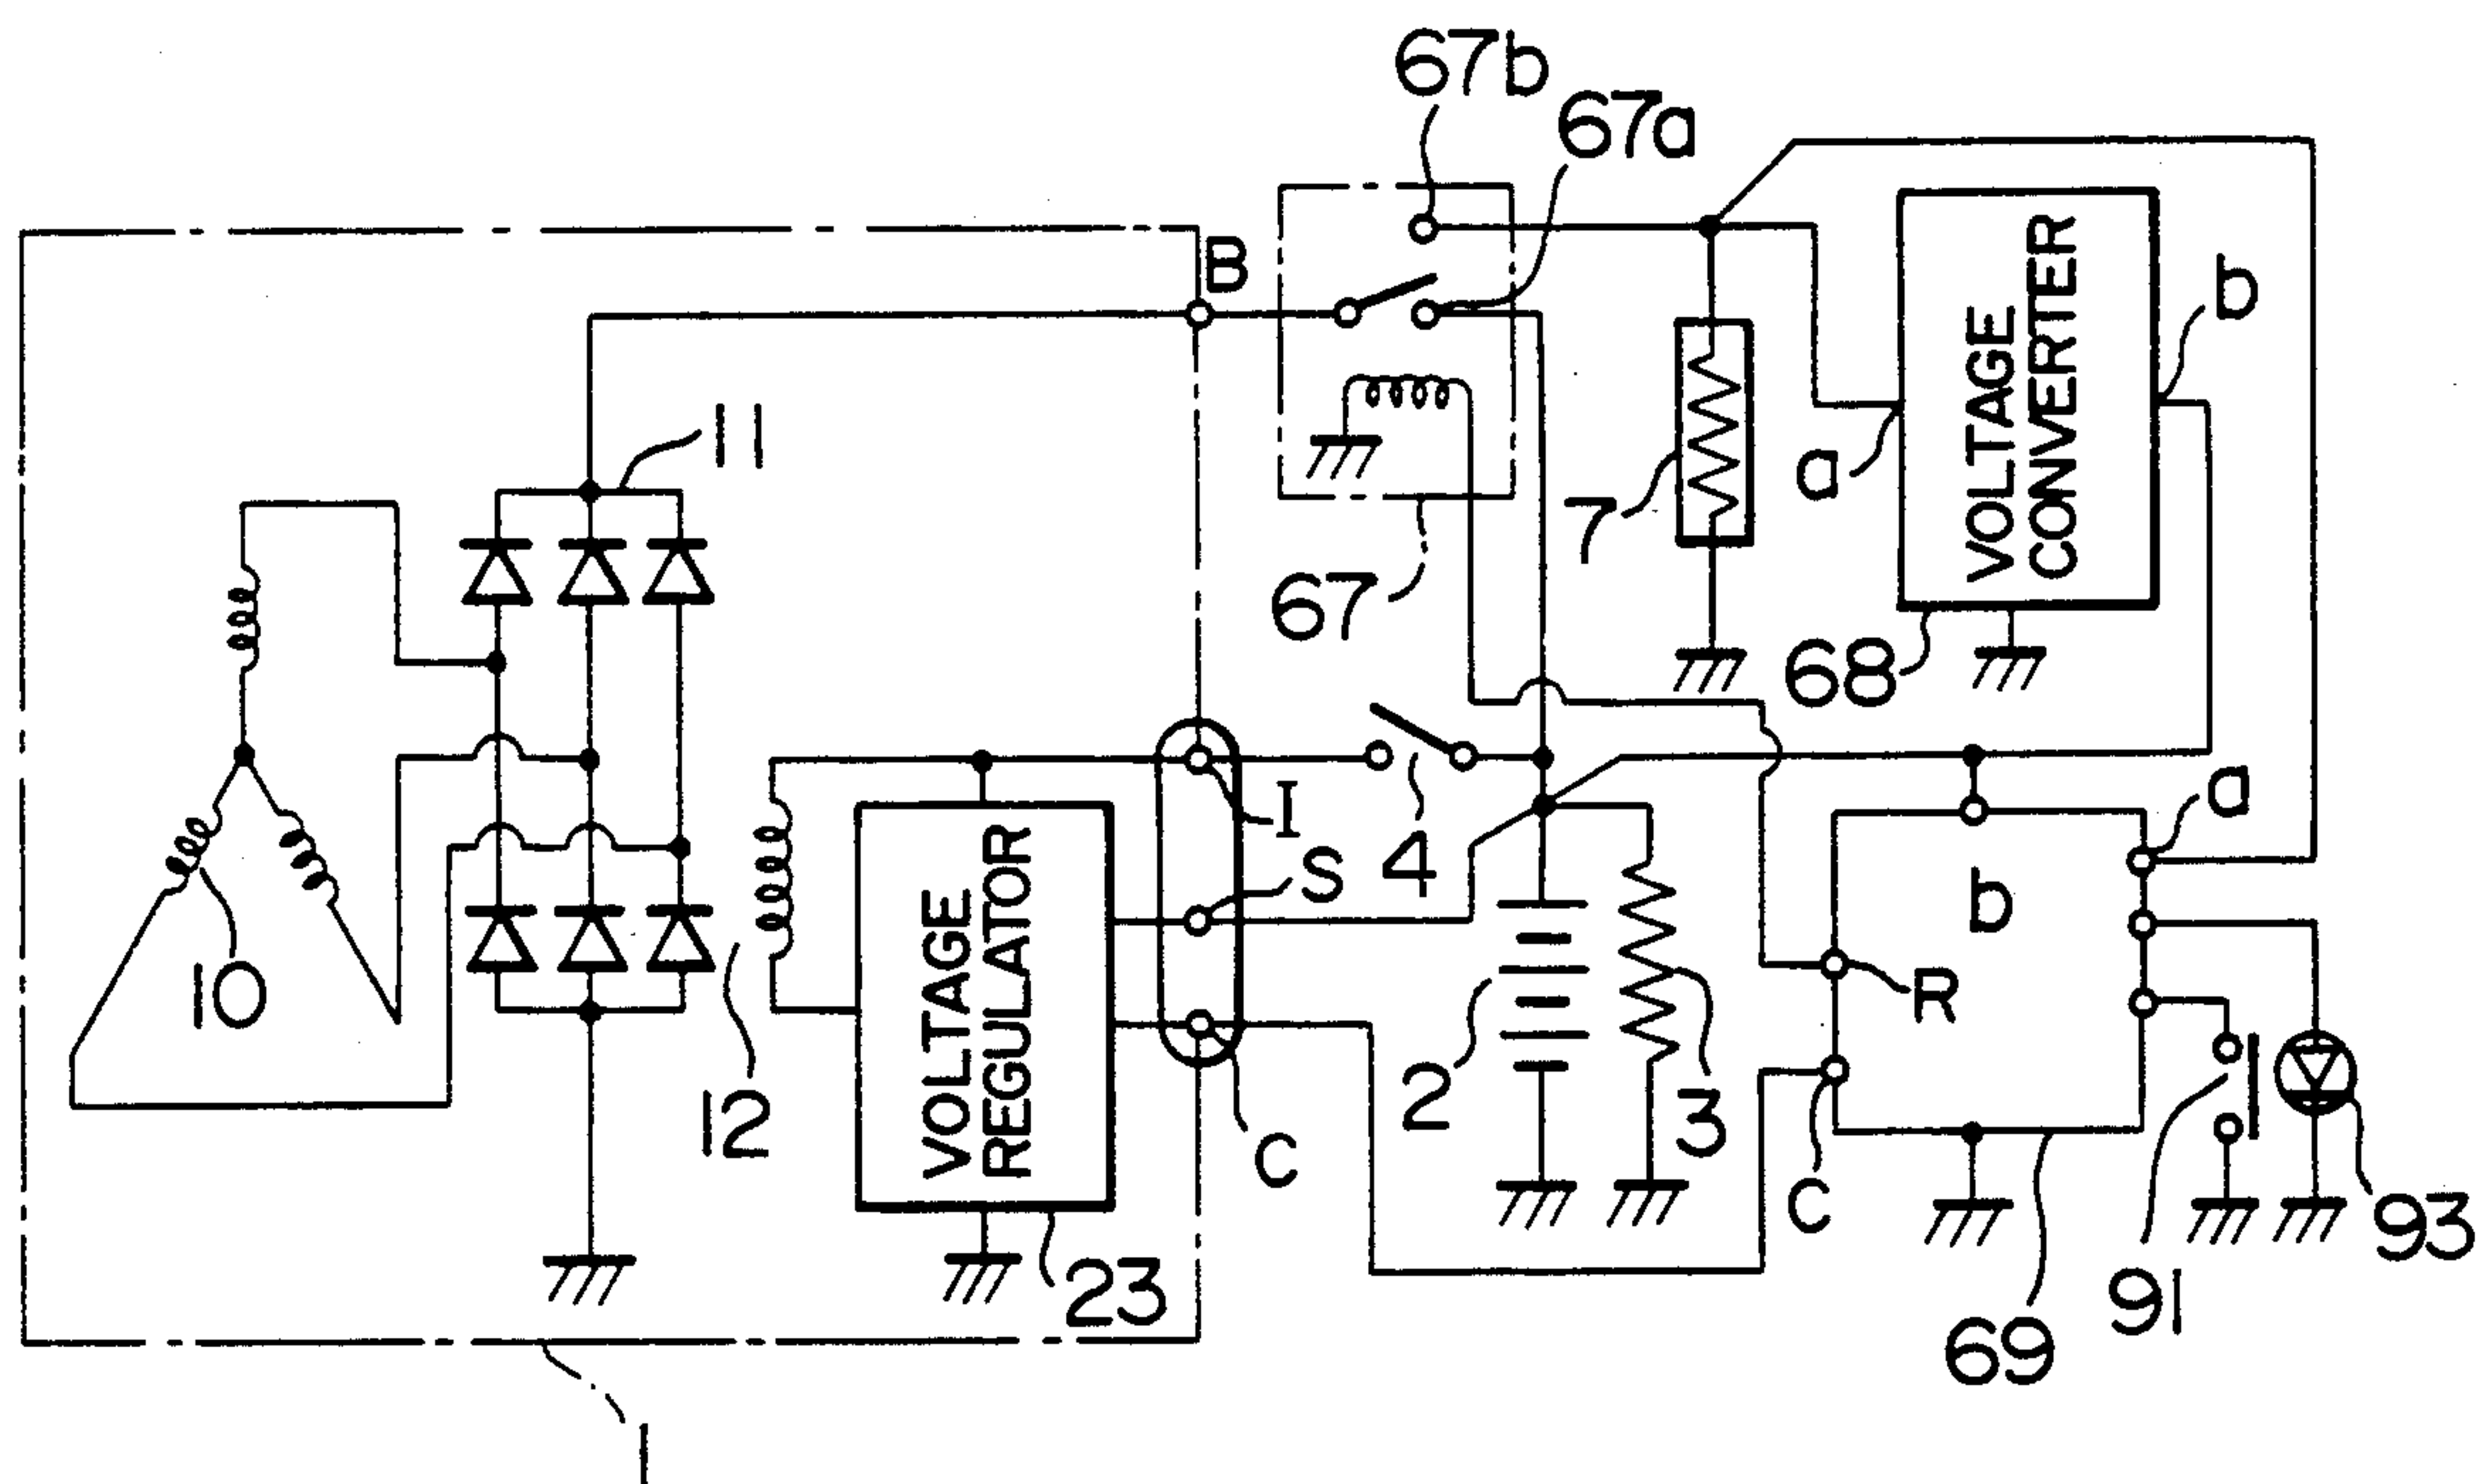 67b
67a
B
b
11
VOLTAGE
CONVERTER
a
7
67
68
I
a
S
4
b
VOLTAGE
REGULATOR
10
R
2
3
12
C
C
93
23
91
69
1